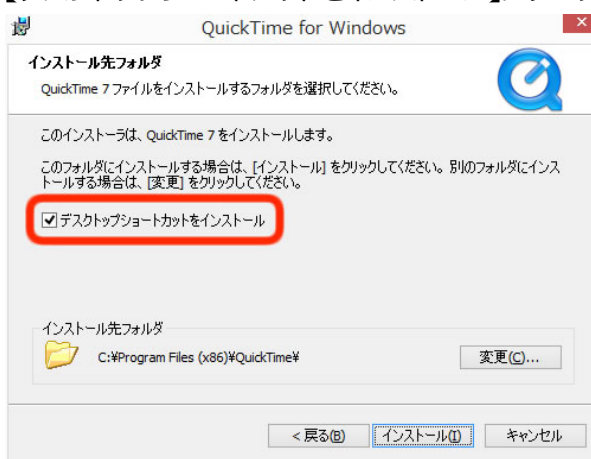 QuickTime for Windows
インストール先フォルダ
QuickTime 7 ファイルをインストールするフォルダを選択してください。
このインストーラは、QuickTime 7 をインストールします。
このフォルダにインストールする場合は、[インストール] をクリックしてください。別のフォルダにインス
トールする場合は、[変更] をクリックしてください。
デスクトップショートカットをインストール
インストール先フォルダ
C:¥Program Files (x86)¥QuickTime¥
変更(C)...
< 戻る(B)
インストール(I)
キャンセル